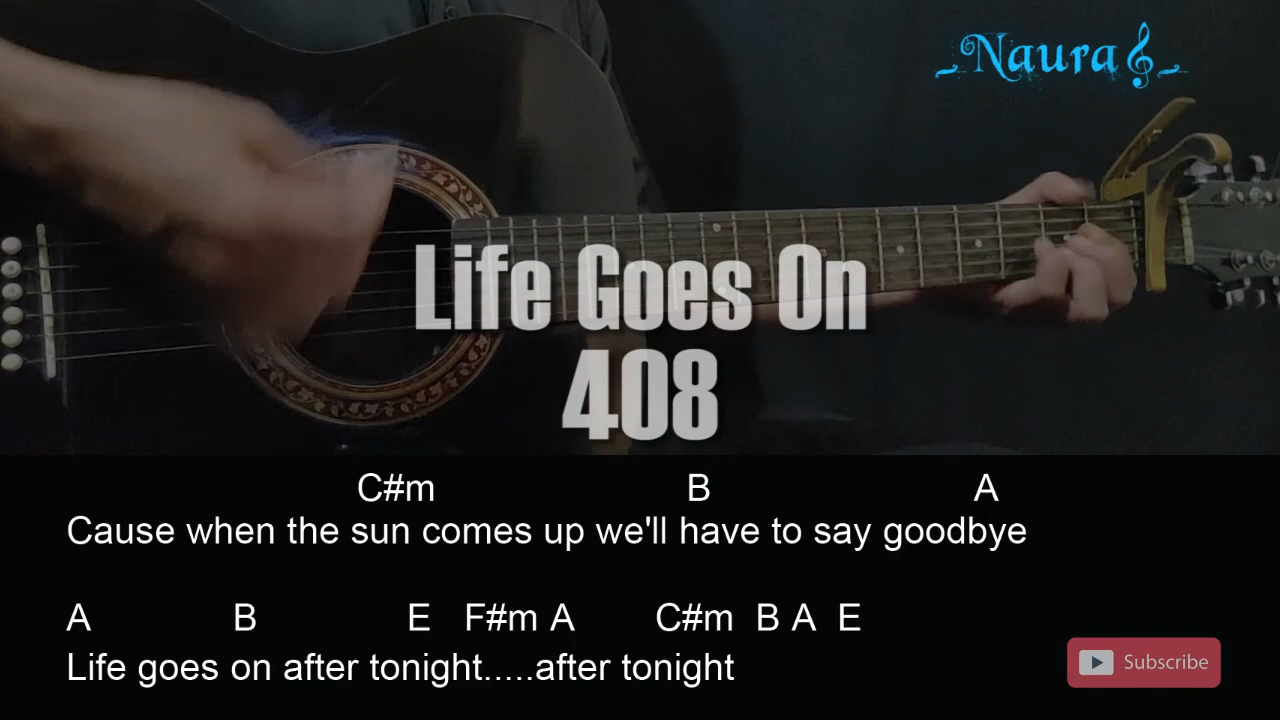 Naura
Life Goes On
408
C#m B A
Cause when the sun comes up we'll have to say goodbye
A B E F#m A C#m B A E
Life goes on after tonight.....after tonight
Subscribe